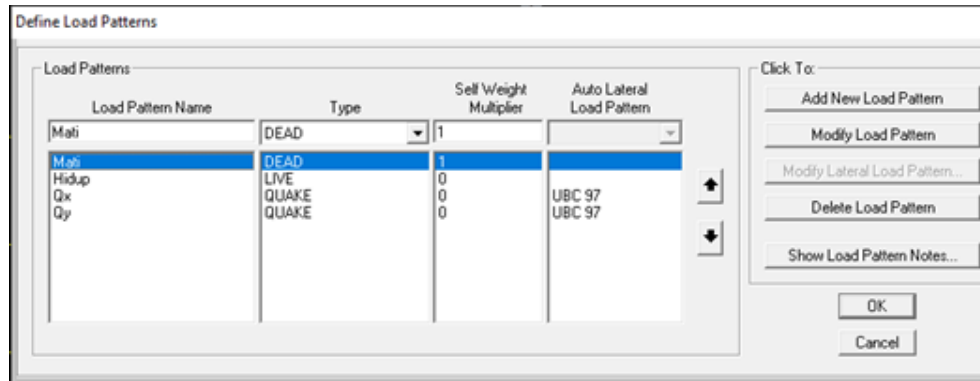 Define Load Patterns
Load Patterns
Load Pattern Name Type Self Weight Multiplier Auto Lateral Load Pattern
Mati DEAD 1
Mati DEAD 1
Hidup LIVE 0
Qx QUAKE 0 UBC 97
Qy QUAKE 0 UBC 97
Click To:
Add New Load Pattern
Modify Load Pattern
Modify Lateral Load Pattern...
Delete Load Pattern
Show Load Pattern Notes...
OK
Cancel